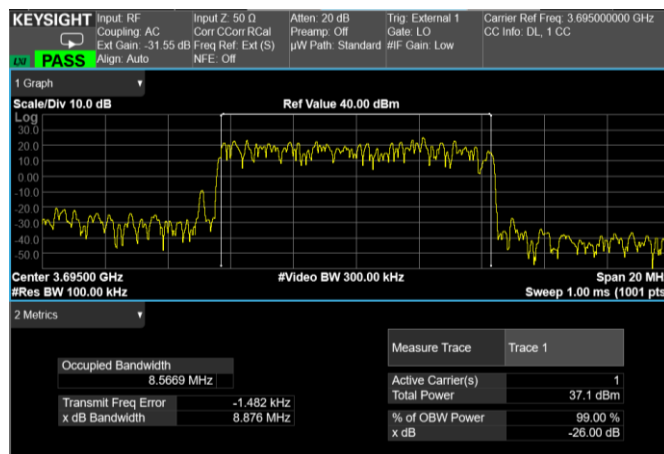 KEYSIGHT
LXI PASS
Input: RF
Coupling: AC
Ext Gain: -31.55 dB
Align: Auto
Input Z: 50 Ω
Corr CCorr RCal
Freq Ref: Ext (S)
NFE: Off
Atten: 20 dB
Preamp: Off
µW Path: Standard
Trig: External 1
Gate: LO
#IF Gain: Low
Carrier Ref Freq: 3.695000000 GHz
CC Info: DL, 1 CC
1 Graph
Scale/Div 10.0 dB
Ref Value 40.00 dBm
Log
30.0
20.0
10.0
0.00
-10.0
-20.0
-30.0
-40.0
-50.0
Center 3.69500 GHz
#Video BW 300.00 kHz
Span 20 MH
#Res BW 100.00 kHz
Sweep 1.00 ms (1001 pts
2 Metrics
Occupied Bandwidth
8.5669 MHz
Transmit Freq Error -1.482 kHz
x dB Bandwidth 8.876 MHz
Measure Trace Trace 1
Active Carrier(s) 1
Total Power 37.1 dBm
% of OBW Power 99.00 %
x dB -26.00 dB